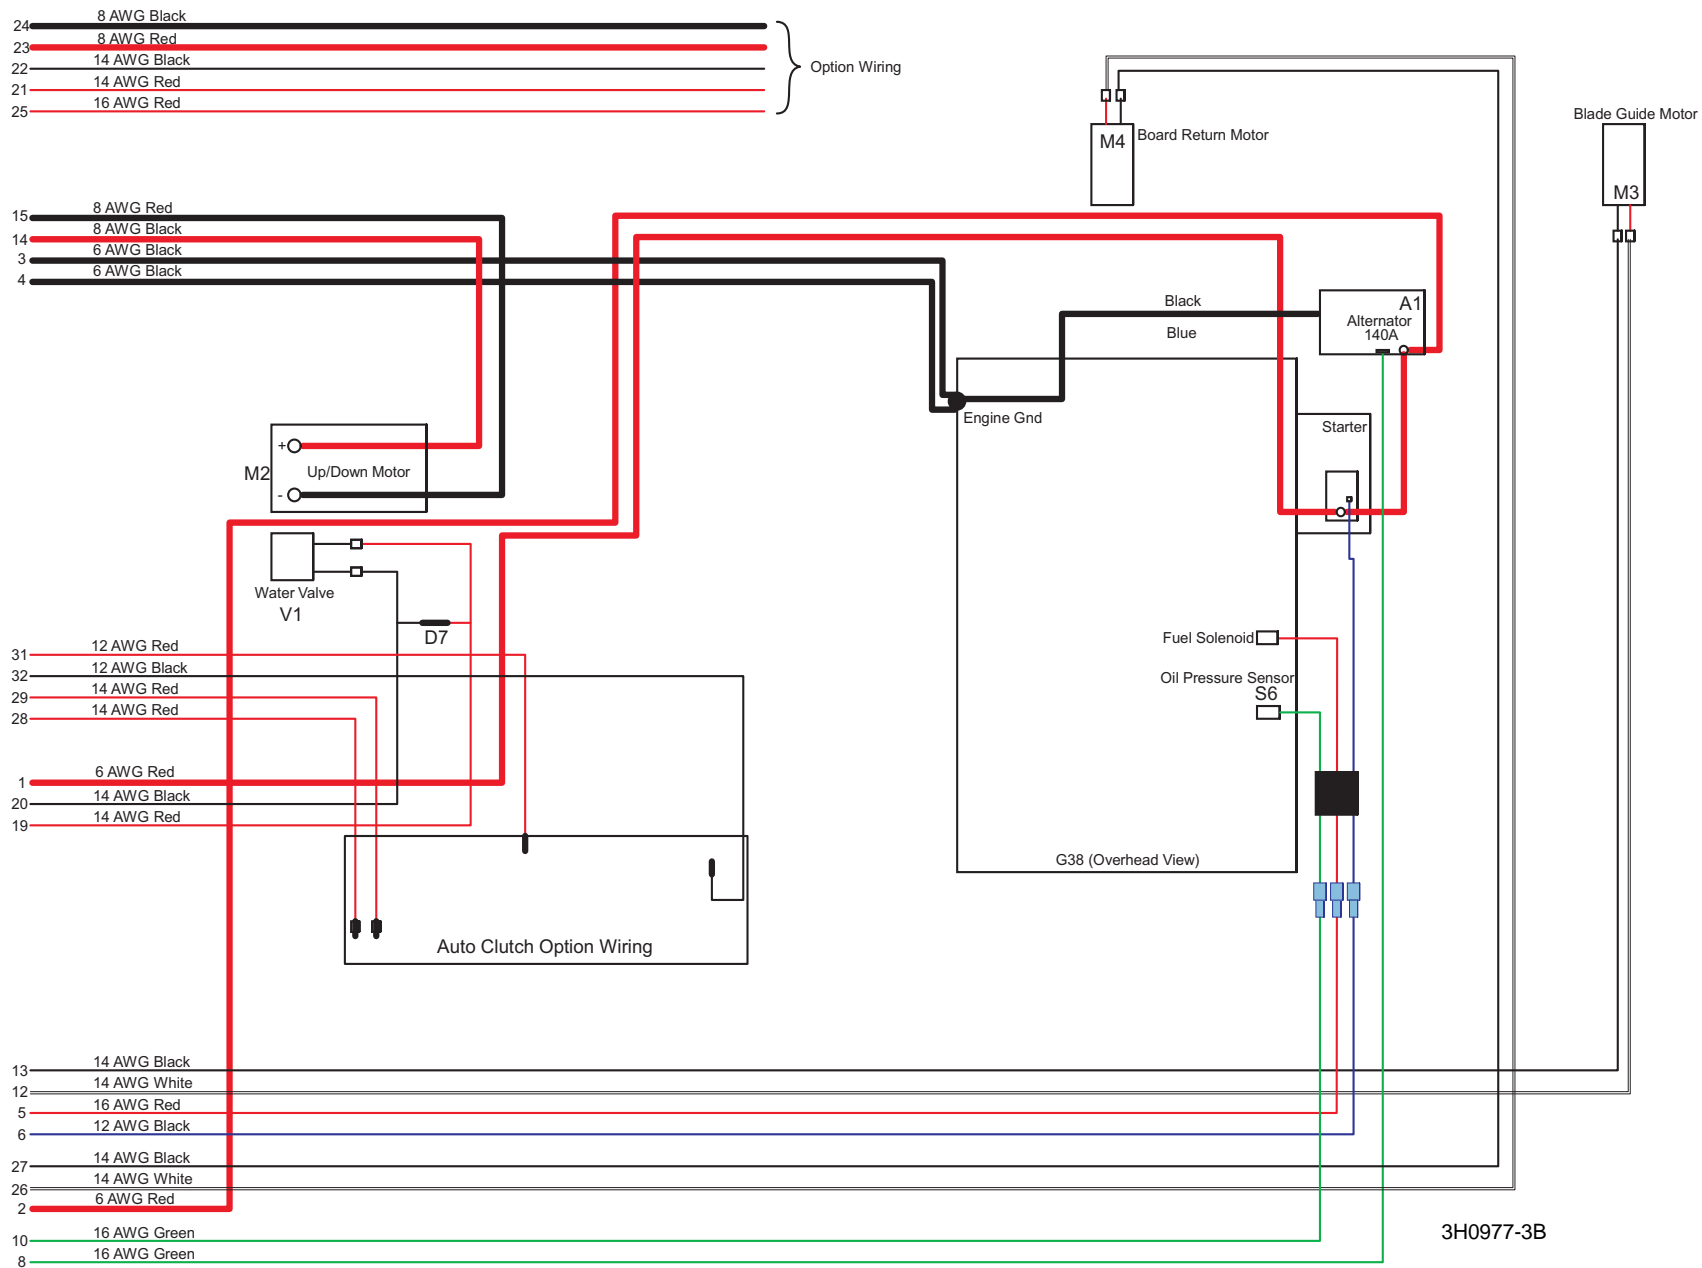 24 8 AWG Black
23 8 AWG Red
22 14 AWG Black
21 14 AWG Red
25 16 AWG Red
Option Wiring
M4 Board Return Motor
Blade Guide Motor
M3
15 8 AWG Red
14 8 AWG Black
3 6 AWG Black
4 6 AWG Black
Black
Blue
A1
Alternator
140A
Engine Gnd
Starter
+
M2 Up/Down Motor
-
Water Valve
V1
D7
Fuel Solenoid
Oil Pressure Sensor
S6
31 12 AWG Red
32 12 AWG Black
29 14 AWG Red
28 14 AWG Red
1 6 AWG Red
20 14 AWG Black
19 14 AWG Red
G38 (Overhead View)
Auto Clutch Option Wiring
13 14 AWG Black
12 14 AWG White
5 16 AWG Red
6 12 AWG Black
27 14 AWG Black
26 14 AWG White
2 6 AWG Red
10 16 AWG Green
8 16 AWG Green
3H0977-3B